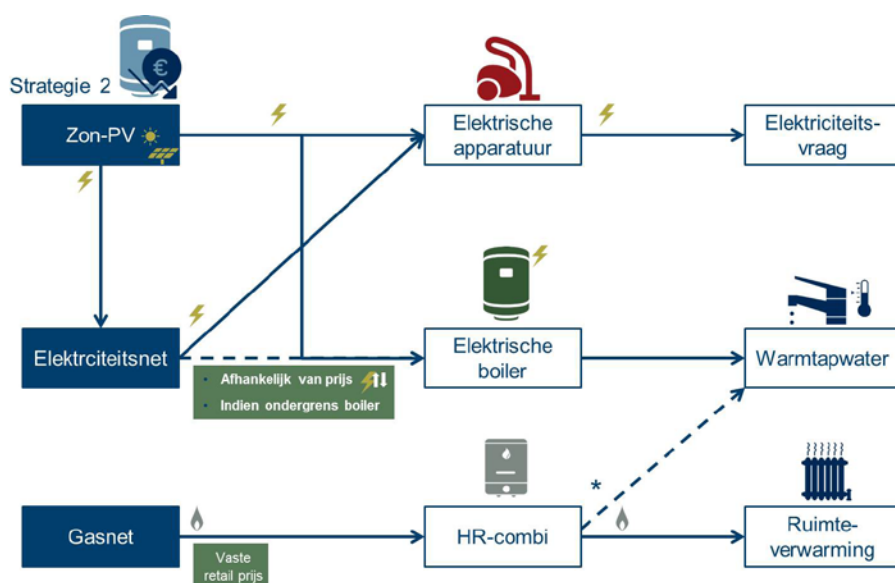 Strategie 2
€
Zon-PV
Elektrische
apparatuur
Elektriciteits-
vraag
Elektrciteitsnet
• Afhankelijk van prijs
• Indien ondergrens boiler
Elektrische
boiler
Warmtapwater
*
Gasnet
Vaste
retail prijs
HR-combi
Ruimte-
verwarming